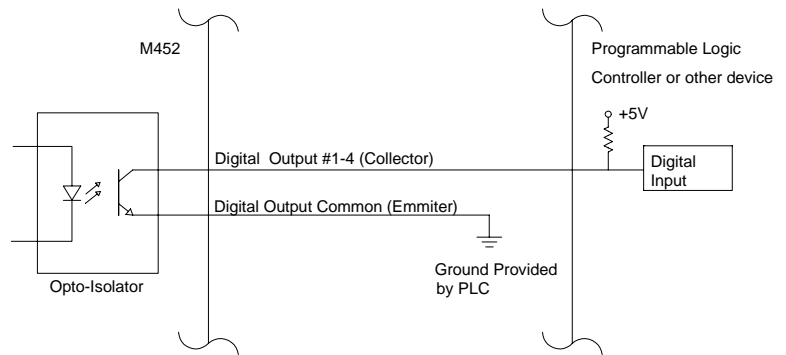 M452
Programmable Logic
Controller or other device
+5V
Digital Output #1-4 (Collector)
Digital
Input
Digital Output Common (Emmiter)
Ground Provided
by PLC
Opto-Isolator